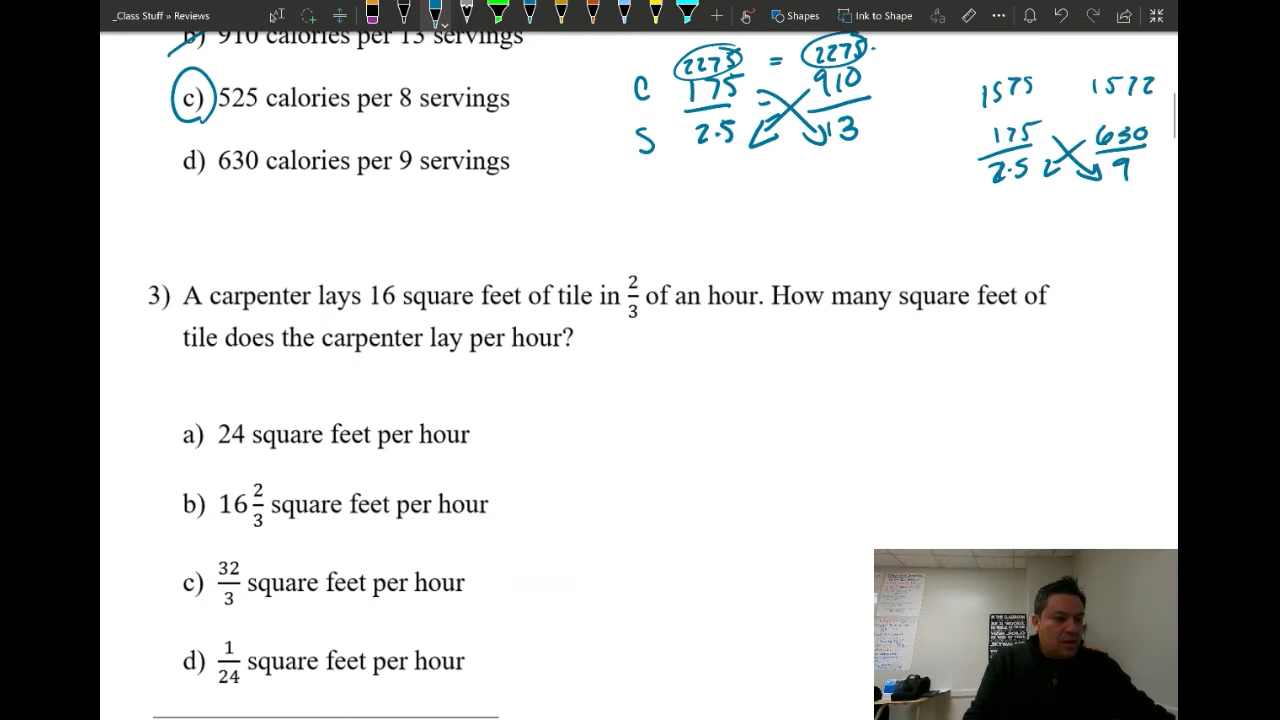 _Class Stuff » Reviews
Shapes
Ink to Shape
b) 910 calories per 13 servings
c) 525 calories per 8 servings
d) 630 calories per 9 servings
2275 = 2275
C 175 910
S 2.5 13
1575 1572
175 630
2.5 9
3) A carpenter lays 16 square feet of tile in 2/3 of an hour. How many square feet of
tile does the carpenter lay per hour?
a) 24 square feet per hour
b) 16 2/3 square feet per hour
c) 32/3 square feet per hour
d) 1/24 square feet per hour